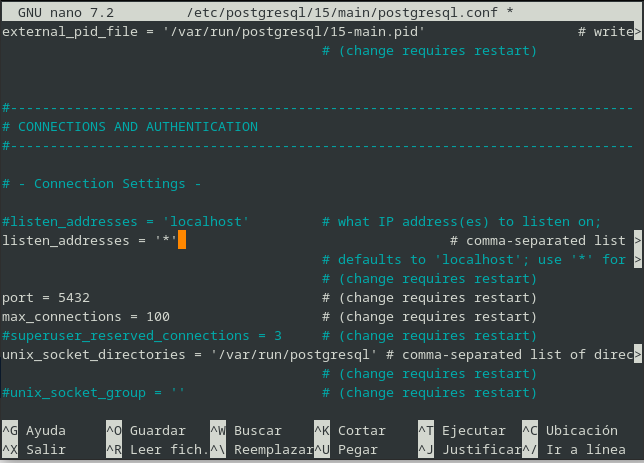 GNU nano 7.2 /etc/postgresql/15/main/postgresql.conf *
external_pid_file = '/var/run/postgresql/15-main.pid' # write>
# (change requires restart)
#------------------------------------------------------------------------------
# CONNECTIONS AND AUTHENTICATION
#------------------------------------------------------------------------------
# - Connection Settings -
#listen_addresses = 'localhost' # what IP address(es) to listen on;
listen_addresses = '*' # comma-separated list >
# defaults to 'localhost'; use '*' for >
# (change requires restart)
port = 5432 # (change requires restart)
max_connections = 100 # (change requires restart)
#superuser_reserved_connections = 3 # (change requires restart)
unix_socket_directories = '/var/run/postgresql' # comma-separated list of direc>
# (change requires restart)
#unix_socket_group = '' # (change requires restart)
^G Ayuda ^O Guardar ^W Buscar ^K Cortar ^T Ejecutar ^C Ubicación
^X Salir ^R Leer fich. ^\ Reemplazar ^U Pegar ^J Justificar ^/ Ir a línea